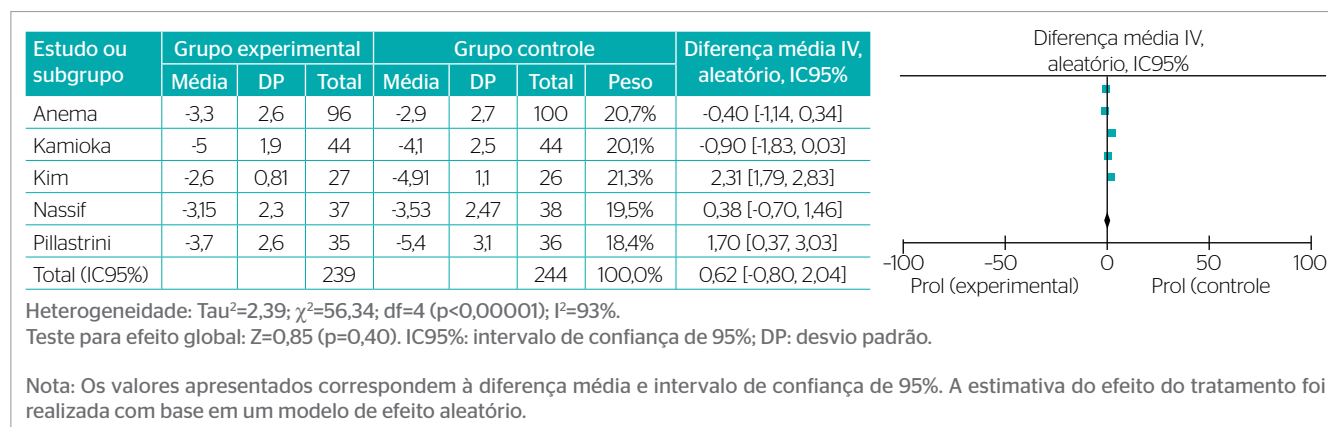 Estudo ou subgrupo Grupo experimental Grupo controle Diferença média IV, aleatório, IC95%
Média DP Total Média DP Total Peso
Anema -3,3 2,6 96 -2,9 2,7 100 20,7% -0,40 [-1,14, 0,34]
Kamioka -5 1,9 44 -4,1 2,5 44 20,1% -0,90 [-1,83, 0,03]
Kim -2,6 0,81 27 -4,91 1,1 26 21,3% 2,31 [1,79, 2,83]
Nassif -3,15 2,3 37 -3,53 2,47 38 19,5% 0,38 [-0,70, 1,46]
Pillastrini -3,7 2,6 35 -5,4 3,1 36 18,4% 1,70 [0,37, 3,03]
Total (IC95%) 239 244 100,0% 0,62 [-0,80, 2,04]
Diferença média IV,
aleatório, IC95%
-100 -50 0 50 100
Prol (experimental) Prol (controle
Heterogeneidade: Tau²=2,39; χ²=56,34; df=4 (p<0,00001); I²=93%.
Teste para efeito global: Z=0,85 (p=0,40). IC95%: intervalo de confiança de 95%; DP: desvio padrão.
Nota: Os valores apresentados correspondem à diferença média e intervalo de confiança de 95%. A estimativa do efeito do tratamento foi
realizada com base em um modelo de efeito aleatório.